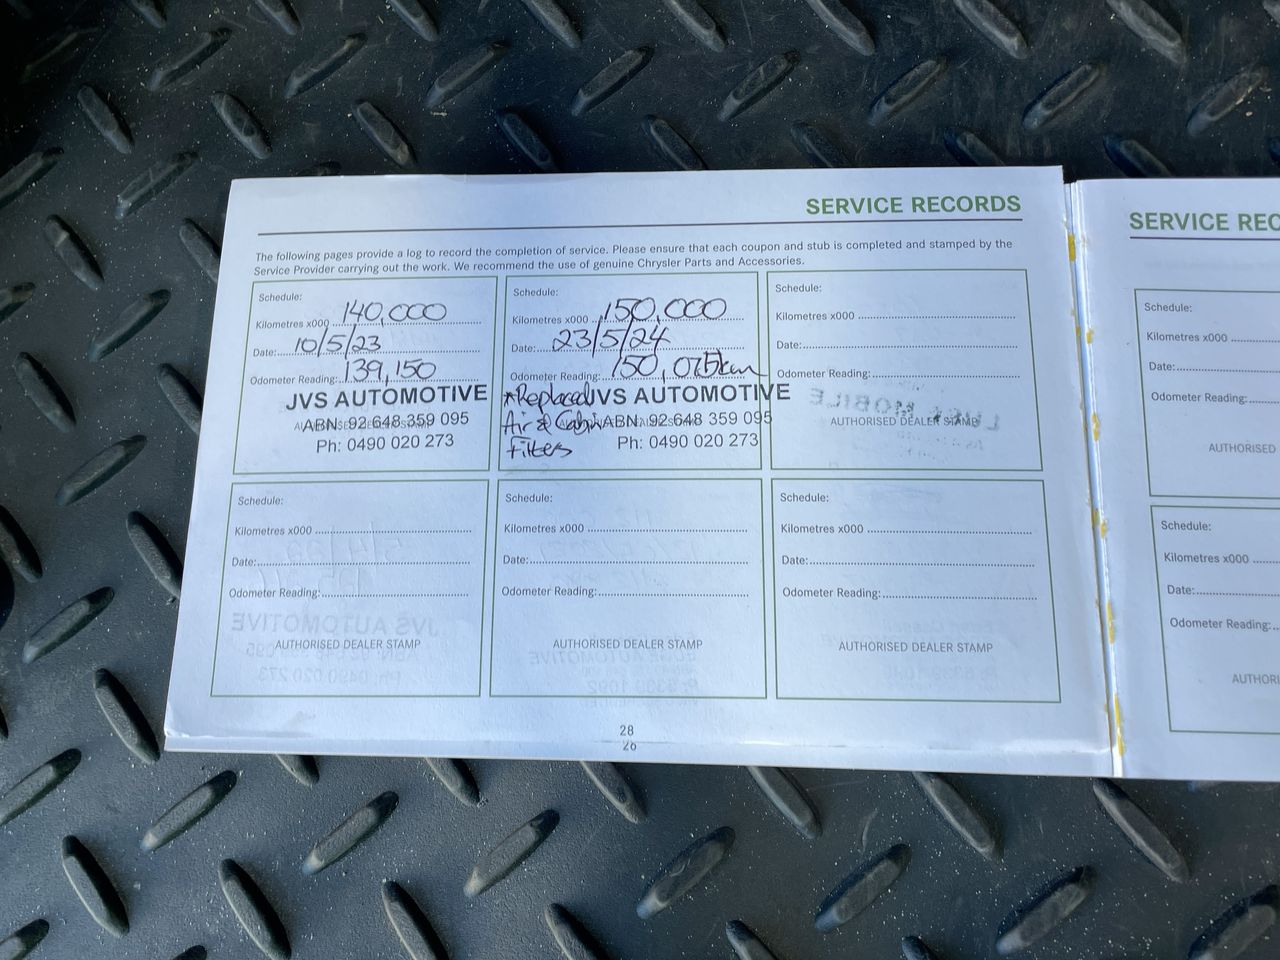 SERVICE RECORDS
The following pages provide a log to record the completion of service. Please ensure that each coupon and stub is completed and stamped by the
Service Provider carrying out the work. We recommend the use of genuine Chrysler Parts and Accessories.
Schedule:
Kilometres x000 140,000
Date: 10/5/23
Odometer Reading: 139,150
JVS AUTOMOTIVE
ABN: 92 648 359 095
Ph: 0490 020 273
Schedule:
Kilometres x000 150,000
Date: 23/5/24
Odometer Reading: 150,075km
*Replaced JVS AUTOMOTIVE
Air & Cabin ABN: 92 648 359 095
Filters Ph: 0490 020 273
Schedule:
Kilometres x000
Date:
Odometer Reading:
AUTHORISED DEALER STAMP
Schedule:
Kilometres x000
Date:
Odometer Reading:
AUTHORISED DEALER STAMP
Schedule:
Kilometres x000
Date:
Odometer Reading:
AUTHORISED DEALER STAMP
Schedule:
Kilometres x000
Date:
Odometer Reading:
AUTHORISED DEALER STAMP
28
SERVICE REC
Schedule:
Kilometres x000
Date:
Odometer Reading:
AUTHORISED
Schedule:
Kilometres x000
Date:
Odometer Reading:
AUTHORI